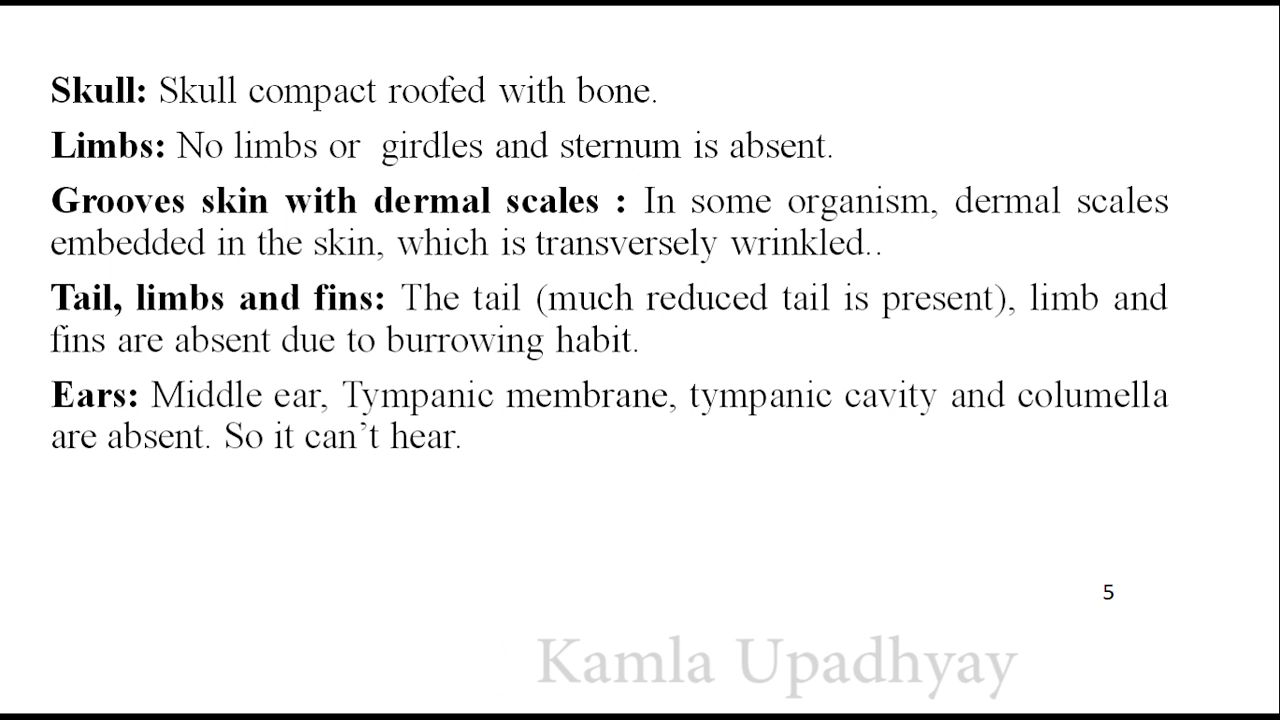 Skull: Skull compact roofed with bone.
Limbs: No limbs or  girdles and sternum is absent.
Grooves skin with dermal scales : In some organism, dermal scales
embedded in the skin, which is transversely wrinkled..
Tail, limbs and fins: The tail (much reduced tail is present), limb and
fins are absent due to burrowing habit.
Ears: Middle ear, Tympanic membrane, tympanic cavity and columella
are absent. So it can’t hear.
5
Kamla Upadhyay